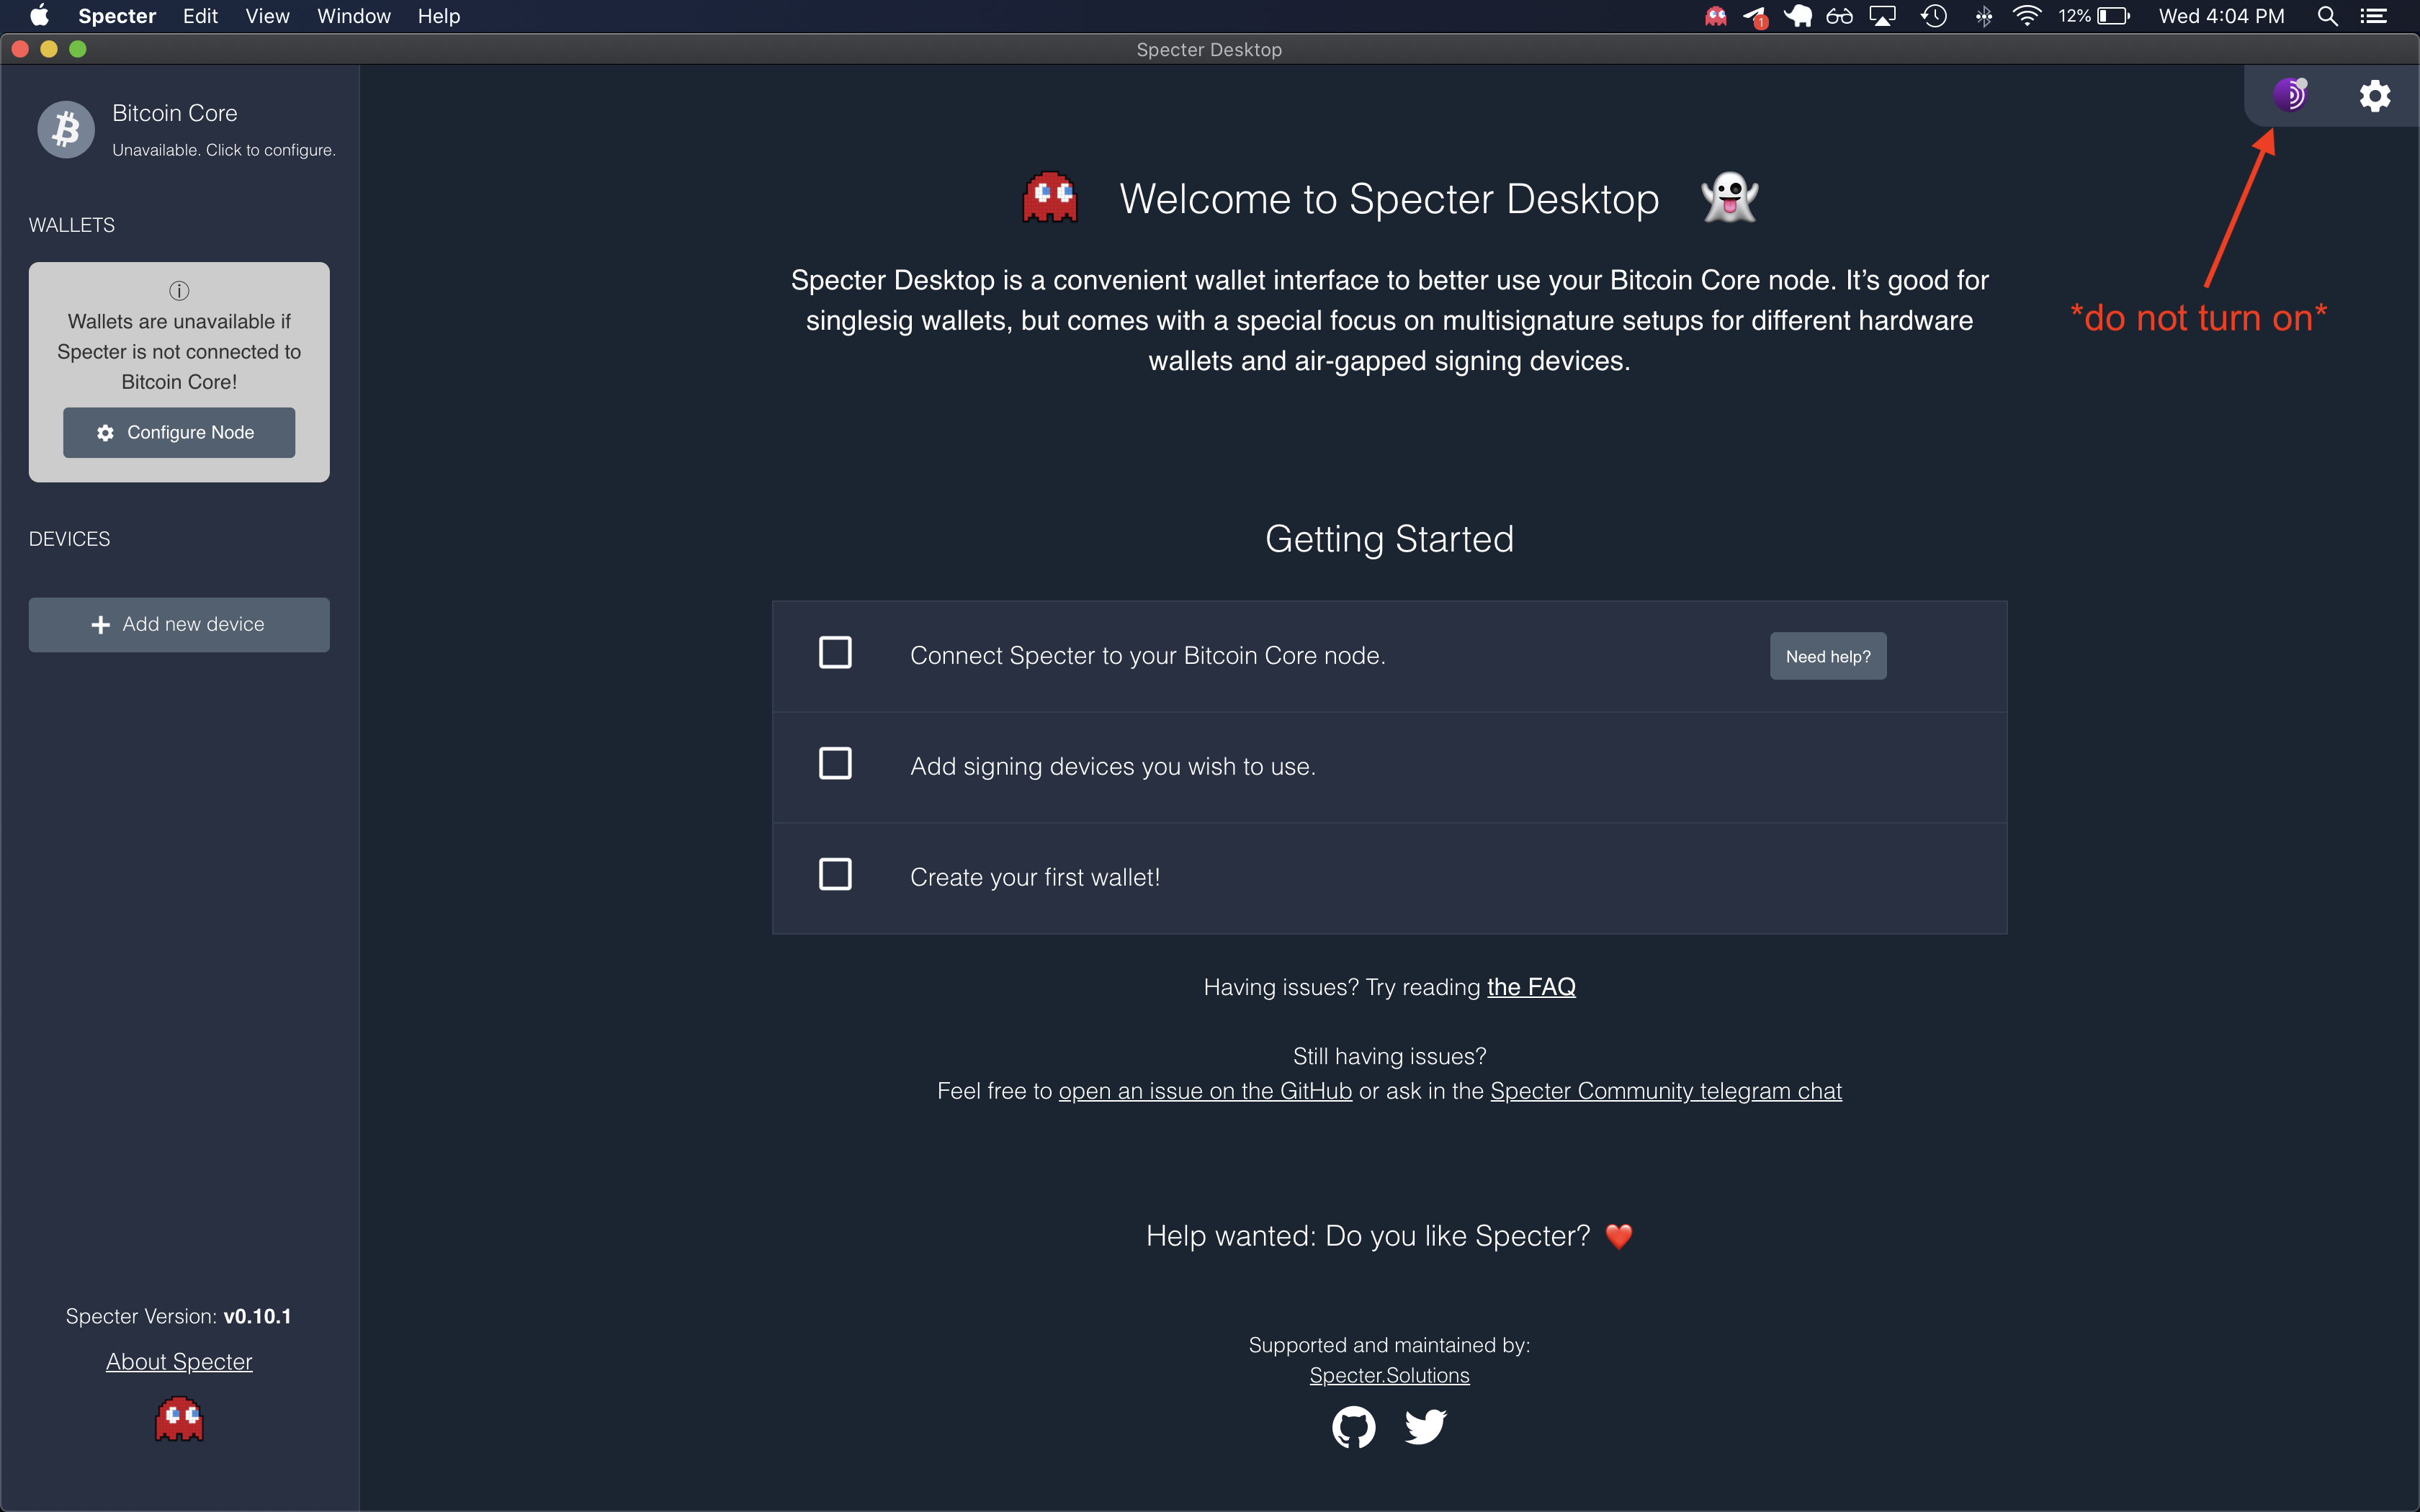 Specter Edit View Window Help
1
12%
Wed 4:04 PM
Specter Desktop
Bitcoin Core
Unavailable. Click to configure.
WALLETS
Wallets are unavailable if
Specter is not connected to
Bitcoin Core!
Configure Node
DEVICES
Add new device
Specter Version: v0.10.1
About Specter
Welcome to Specter Desktop
Specter Desktop is a convenient wallet interface to better use your Bitcoin Core node. It’s good for
singlesig wallets, but comes with a special focus on multisignature setups for different hardware
wallets and air-gapped signing devices.
*do not turn on*
Getting Started
Connect Specter to your Bitcoin Core node.
Need help?
Add signing devices you wish to use.
Create your first wallet!
Having issues? Try reading the FAQ
Still having issues?
Feel free to open an issue on the GitHub or ask in the Specter Community telegram chat
Help wanted: Do you like Specter? ❤️
Supported and maintained by:
Specter.Solutions